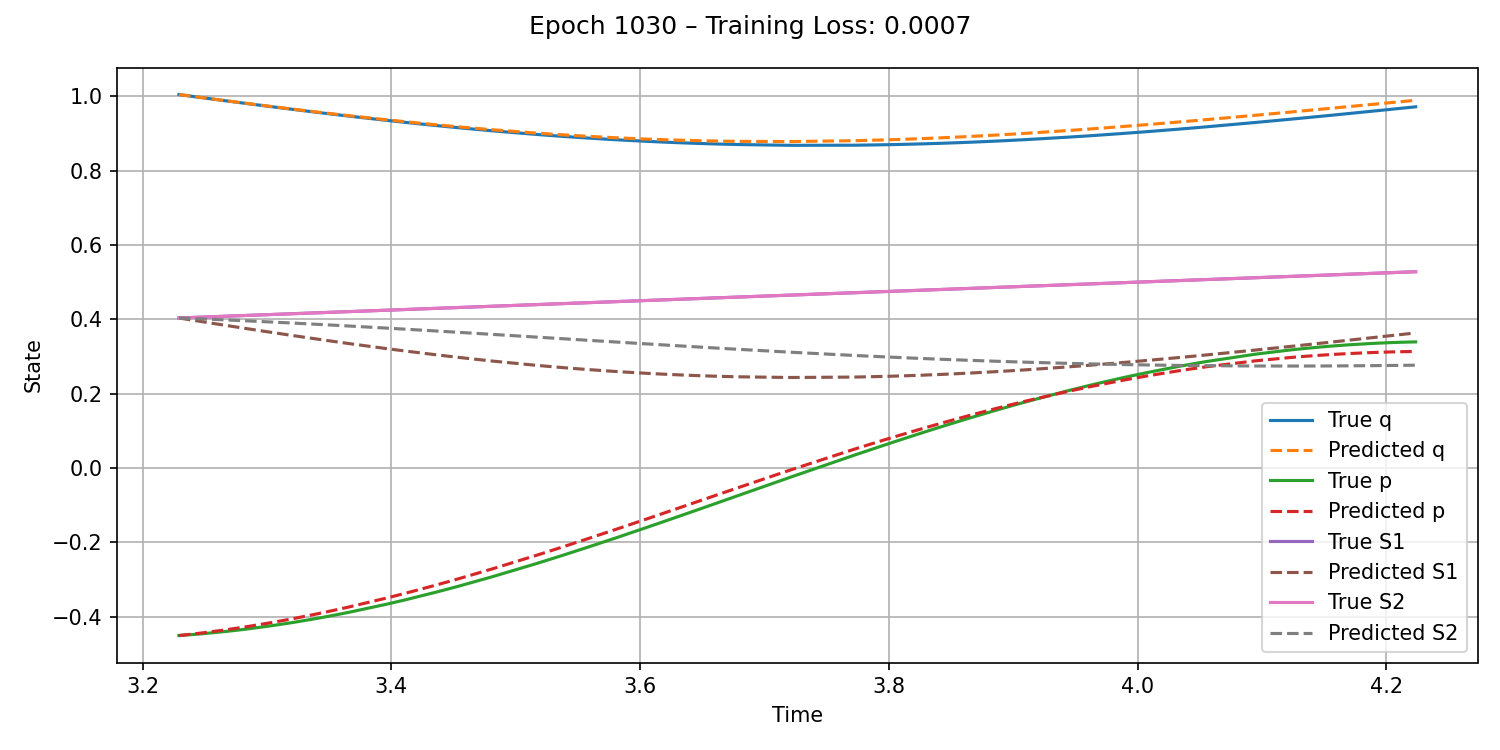 Epoch 1030 – Training Loss: 0.0007
1.0
0.8
0.6
0.4
0.2
0.0
−0.2
−0.4
State
3.2 3.4 3.6 3.8 4.0 4.2
Time
True q
Predicted q
True p
Predicted p
True S1
Predicted S1
True S2
Predicted S2